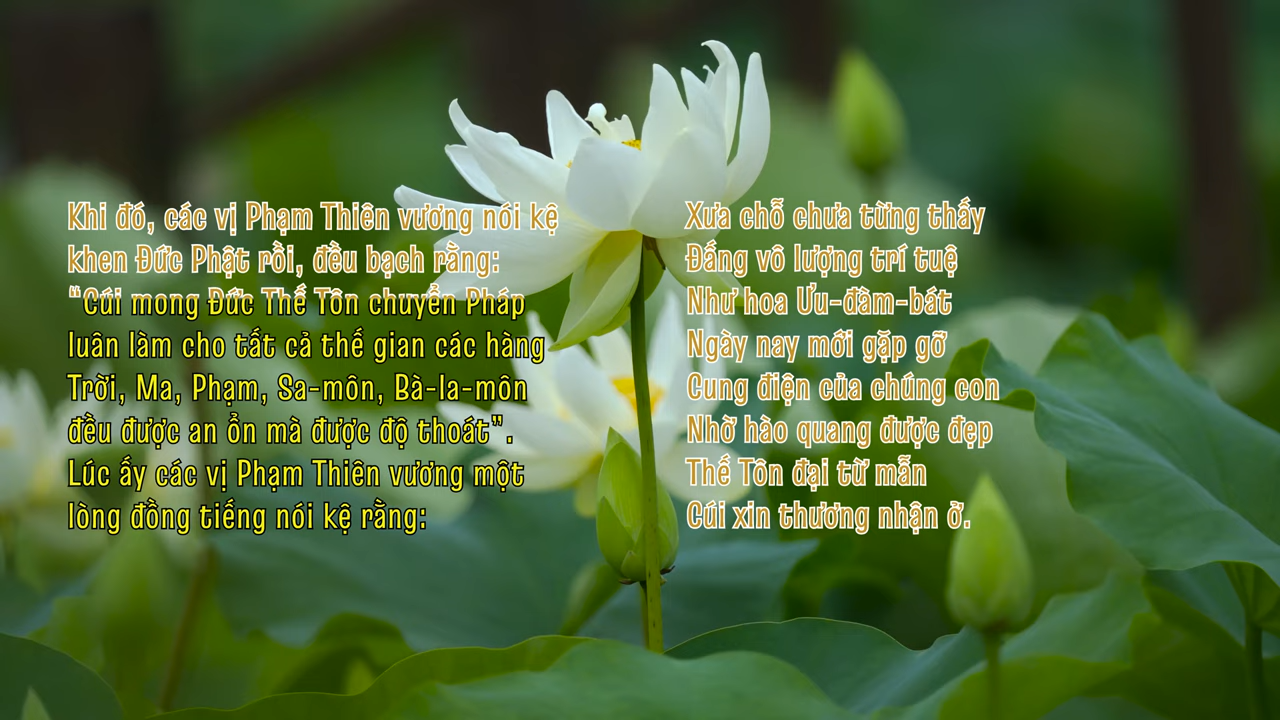 Khi đó, các vị Phạm Thiên vương nói kệ
khen Đức Phật rồi, đều bạch rằng:
“Cúi mong Đức Thế Tôn chuyển Pháp
luân làm cho tất cả thế gian các hàng
Trời, Ma, Phạm, Sa-môn, Bà-la-môn
đều được an ổn mà được độ thoát”.
Lúc ấy các vị Phạm Thiên vương một
lòng đồng tiếng nói kệ rằng:
Xưa chỗ chưa từng thấy
Đấng vô lượng trí tuệ
Như hoa Ưu-đàm-bát
Ngày nay mới gặp gỡ
Cung điện của chúng con
Nhờ hào quang được đẹp
Thế Tôn đại từ mẫn
Cúi xin thương nhận ở.